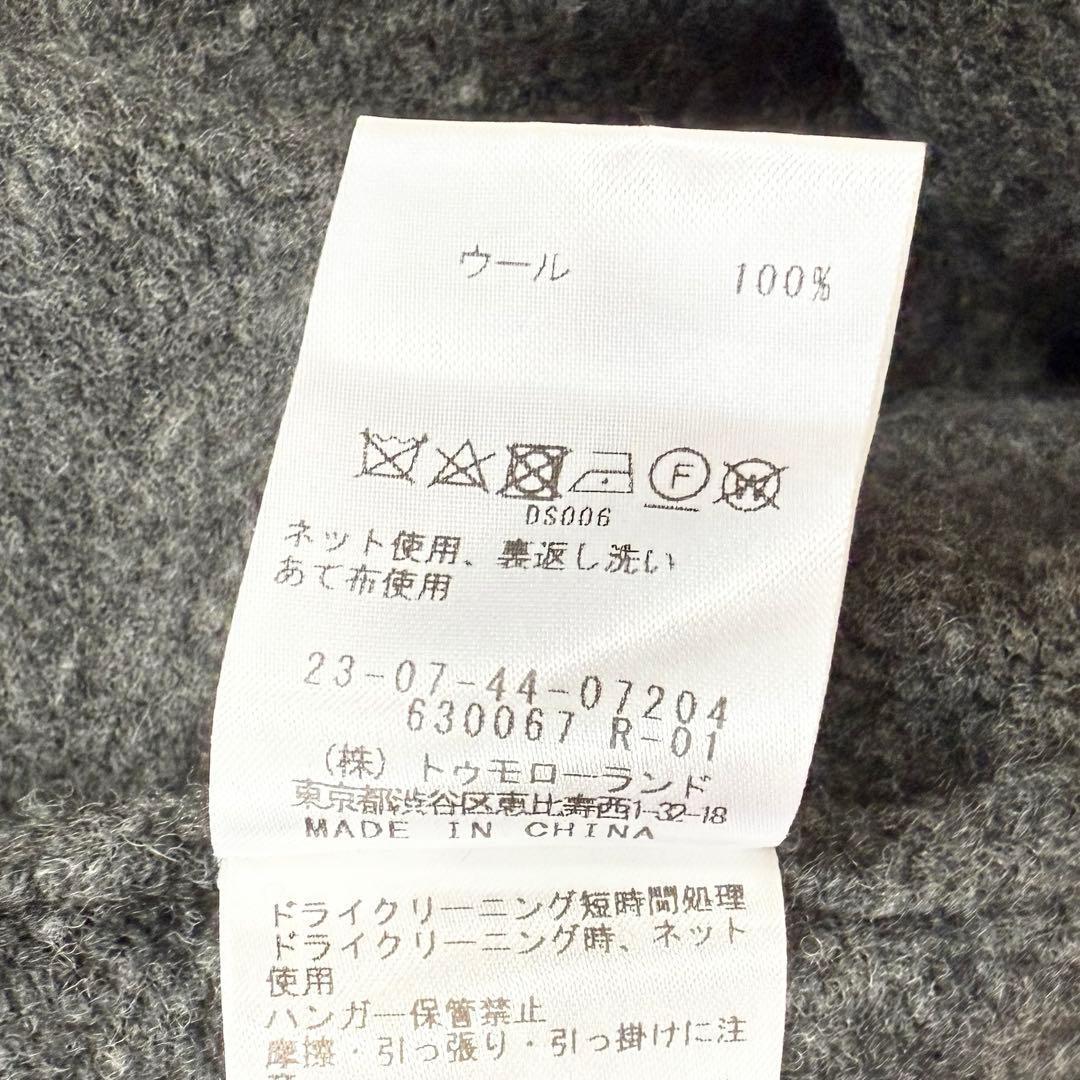 ウール 100%
F W
DS006
ネット使用、裏返し洗い
あて布使用
23-07-44-07204
630067 R-01
(株) トゥモローランド
東京都渋谷区恵比寿西1-32-18
MADE IN CHINA
ドライクリーニング短時間処理
ドライクリーニング時、ネット
使用
ハンガー保管禁止
摩擦・引っ張り・引っ掛けに注